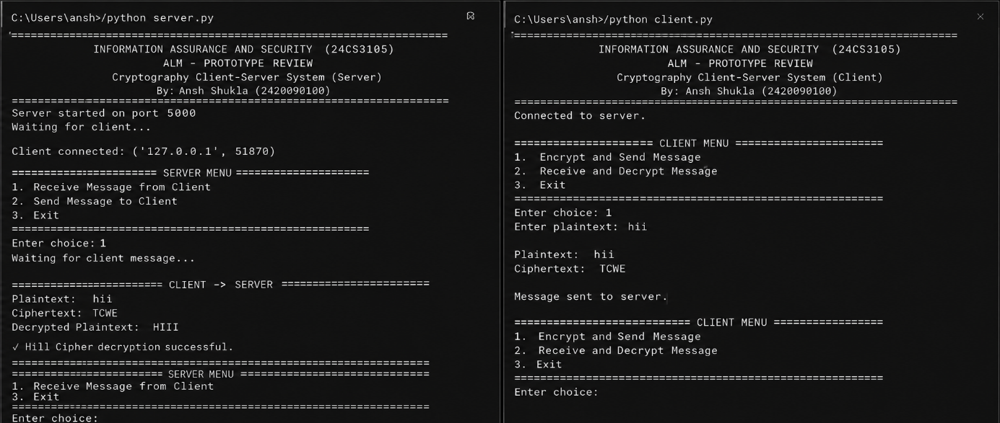 C:\Users\ansh>/python server.py
=============================================================
INFORMATION ASSURANCE AND SECURITY (24CS3105)
ALM - PROTOTYPE REVIEW
Cryptography Client-Server System (Server)
By: Ansh Shukla (2420090100)
=============================================================
Server started on port 5000
Waiting for client...
Client connected: ('127.0.0.1', 51870)
====================== SERVER MENU ====================
1. Receive Message from Client
2. Send Message to Client
3. Exit
=======================================================
Enter choice: 1
Waiting for client message...
======================= CLIENT -> SERVER =======================
Plaintext: hii
Ciphertext: TCWE
Decrypted Plaintext: HIII
✓ Hill Cipher decryption successful.
================================================================
======================= SERVER MENU ============================
1. Receive Message from Client
3. Exit
================================================================
Enter choice:
C:\Users\ansh>/python client.py
==============================================================
INFORMATION ASSURANCE AND SECURITY (24CS3105)
ALM - PROTOTYPE REVIEW
Cryptography Client-Server System (Client)
By: Ansh Shukla (2420090100)
==============================================================
Connected to server.
===================== CLIENT MENU =====================
1. Encrypt and Send Message
2. Receive and Decrypt Message
3. Exit
=======================================================
Enter choice: 1
Enter plaintext: hii
Plaintext: hii
Ciphertext: TCWE
Message sent to server.
========================== CLIENT MENU ================
1. Encrypt and Send Message
2. Receive and Decrypt Message
3. Exit
=======================================================
Enter choice: